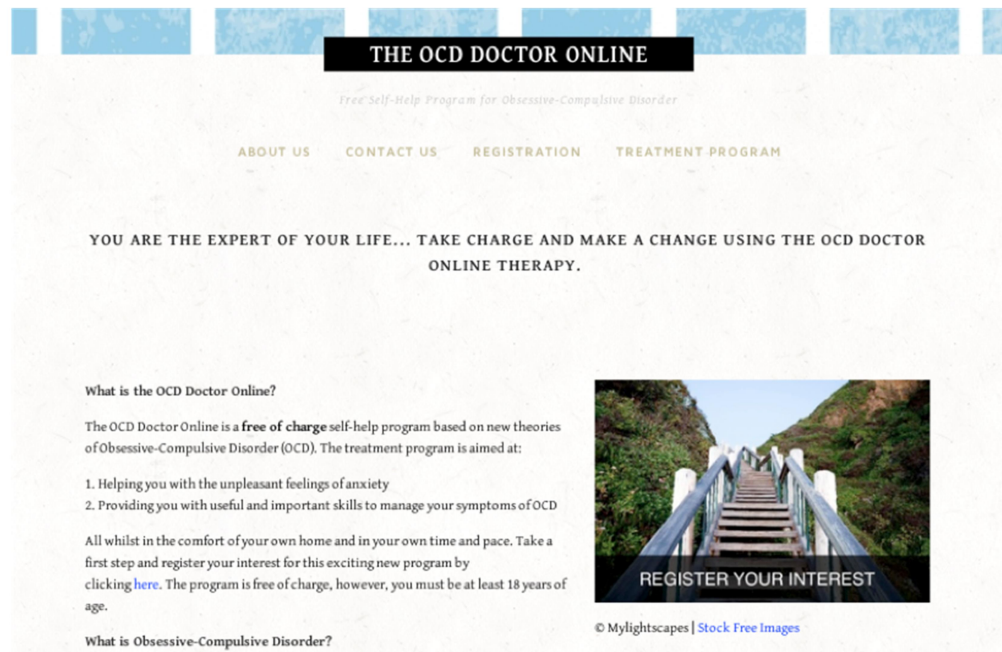 THE OCD DOCTOR ONLINE
Free Self-Help Program for Obsessive-Compulsive Disorder
ABOUT US CONTACT US REGISTRATION TREATMENT PROGRAM
YOU ARE THE EXPERT OF YOUR LIFE... TAKE CHARGE AND MAKE A CHANGE USING THE OCD DOCTOR
ONLINE THERAPY.
What is the OCD Doctor Online?
The OCD Doctor Online is a free of charge self-help program based on new theories
of Obsessive-Compulsive Disorder (OCD). The treatment program is aimed at:
1. Helping you with the unpleasant feelings of anxiety
2. Providing you with useful and important skills to manage your symptoms of OCD
All whilst in the comfort of your own home and in your own time and pace. Take a
first step and register your interest for this exciting new program by
clicking here. The program is free of charge, however, you must be at least 18 years of
age.
What is Obsessive-Compulsive Disorder?
REGISTER YOUR INTEREST
© Mylightscapes | Stock Free Images